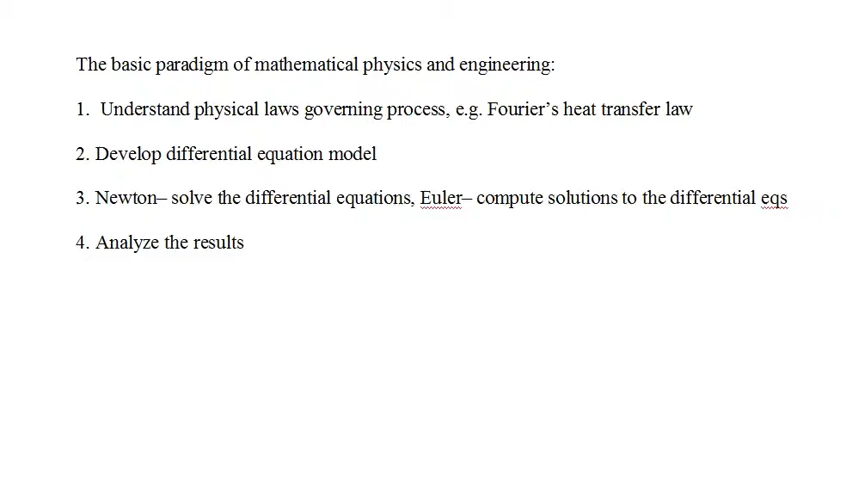 The basic paradigm of mathematical physics and engineering:
1. Understand physical laws governing process, e.g. Fourier’s heat transfer law
2. Develop differential equation model
3. Newton– solve the differential equations, Euler– compute solutions to the differential eqs
4. Analyze the results